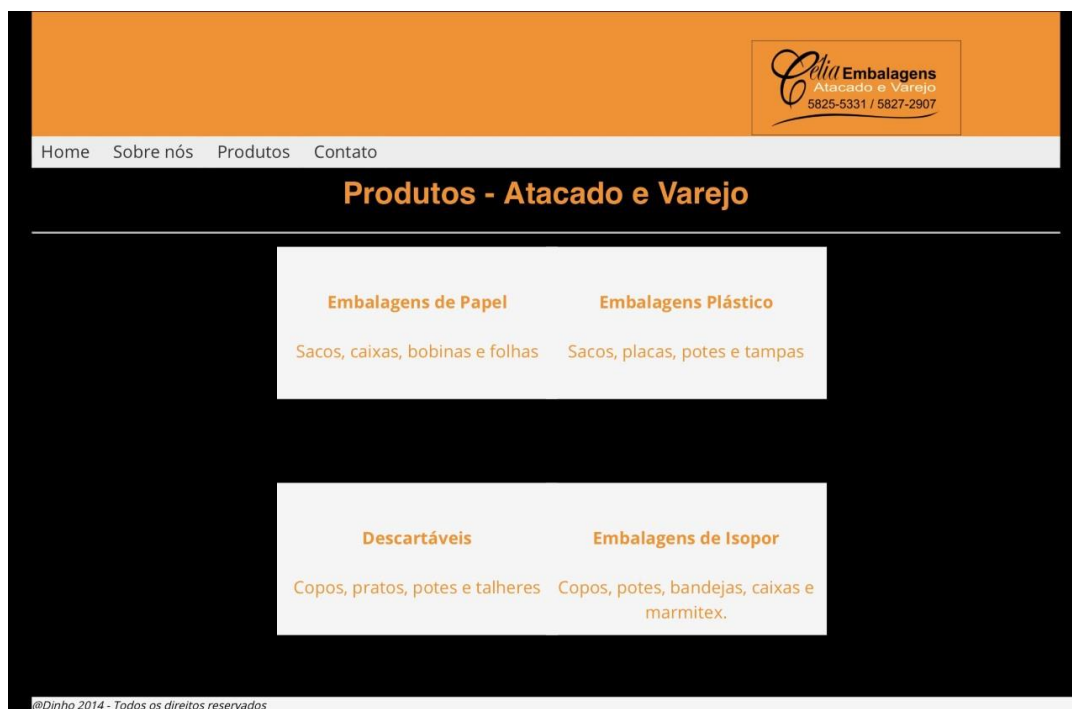 Célia Embalagens
Atacado e Varejo
5825-5331 / 5827-2907
Home Sobre nós Produtos Contato
Produtos - Atacado e Varejo
Embalagens de Papel
Sacos, caixas, bobinas e folhas
Embalagens Plástico
Sacos, placas, potes e tampas
Descartáveis
Copos, pratos, potes e talheres
Embalagens de Isopor
Copos, potes, bandejas, caixas e
marmitex.
@Dinho 2014 - Todos os direitos reservados